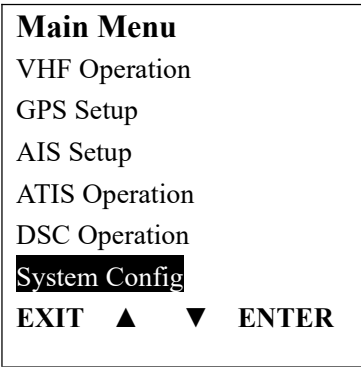 Main Menu
VHF Operation
GPS Setup
AIS Setup
ATIS Operation
DSC Operation
System Config
EXIT ▲ ▼ ENTER